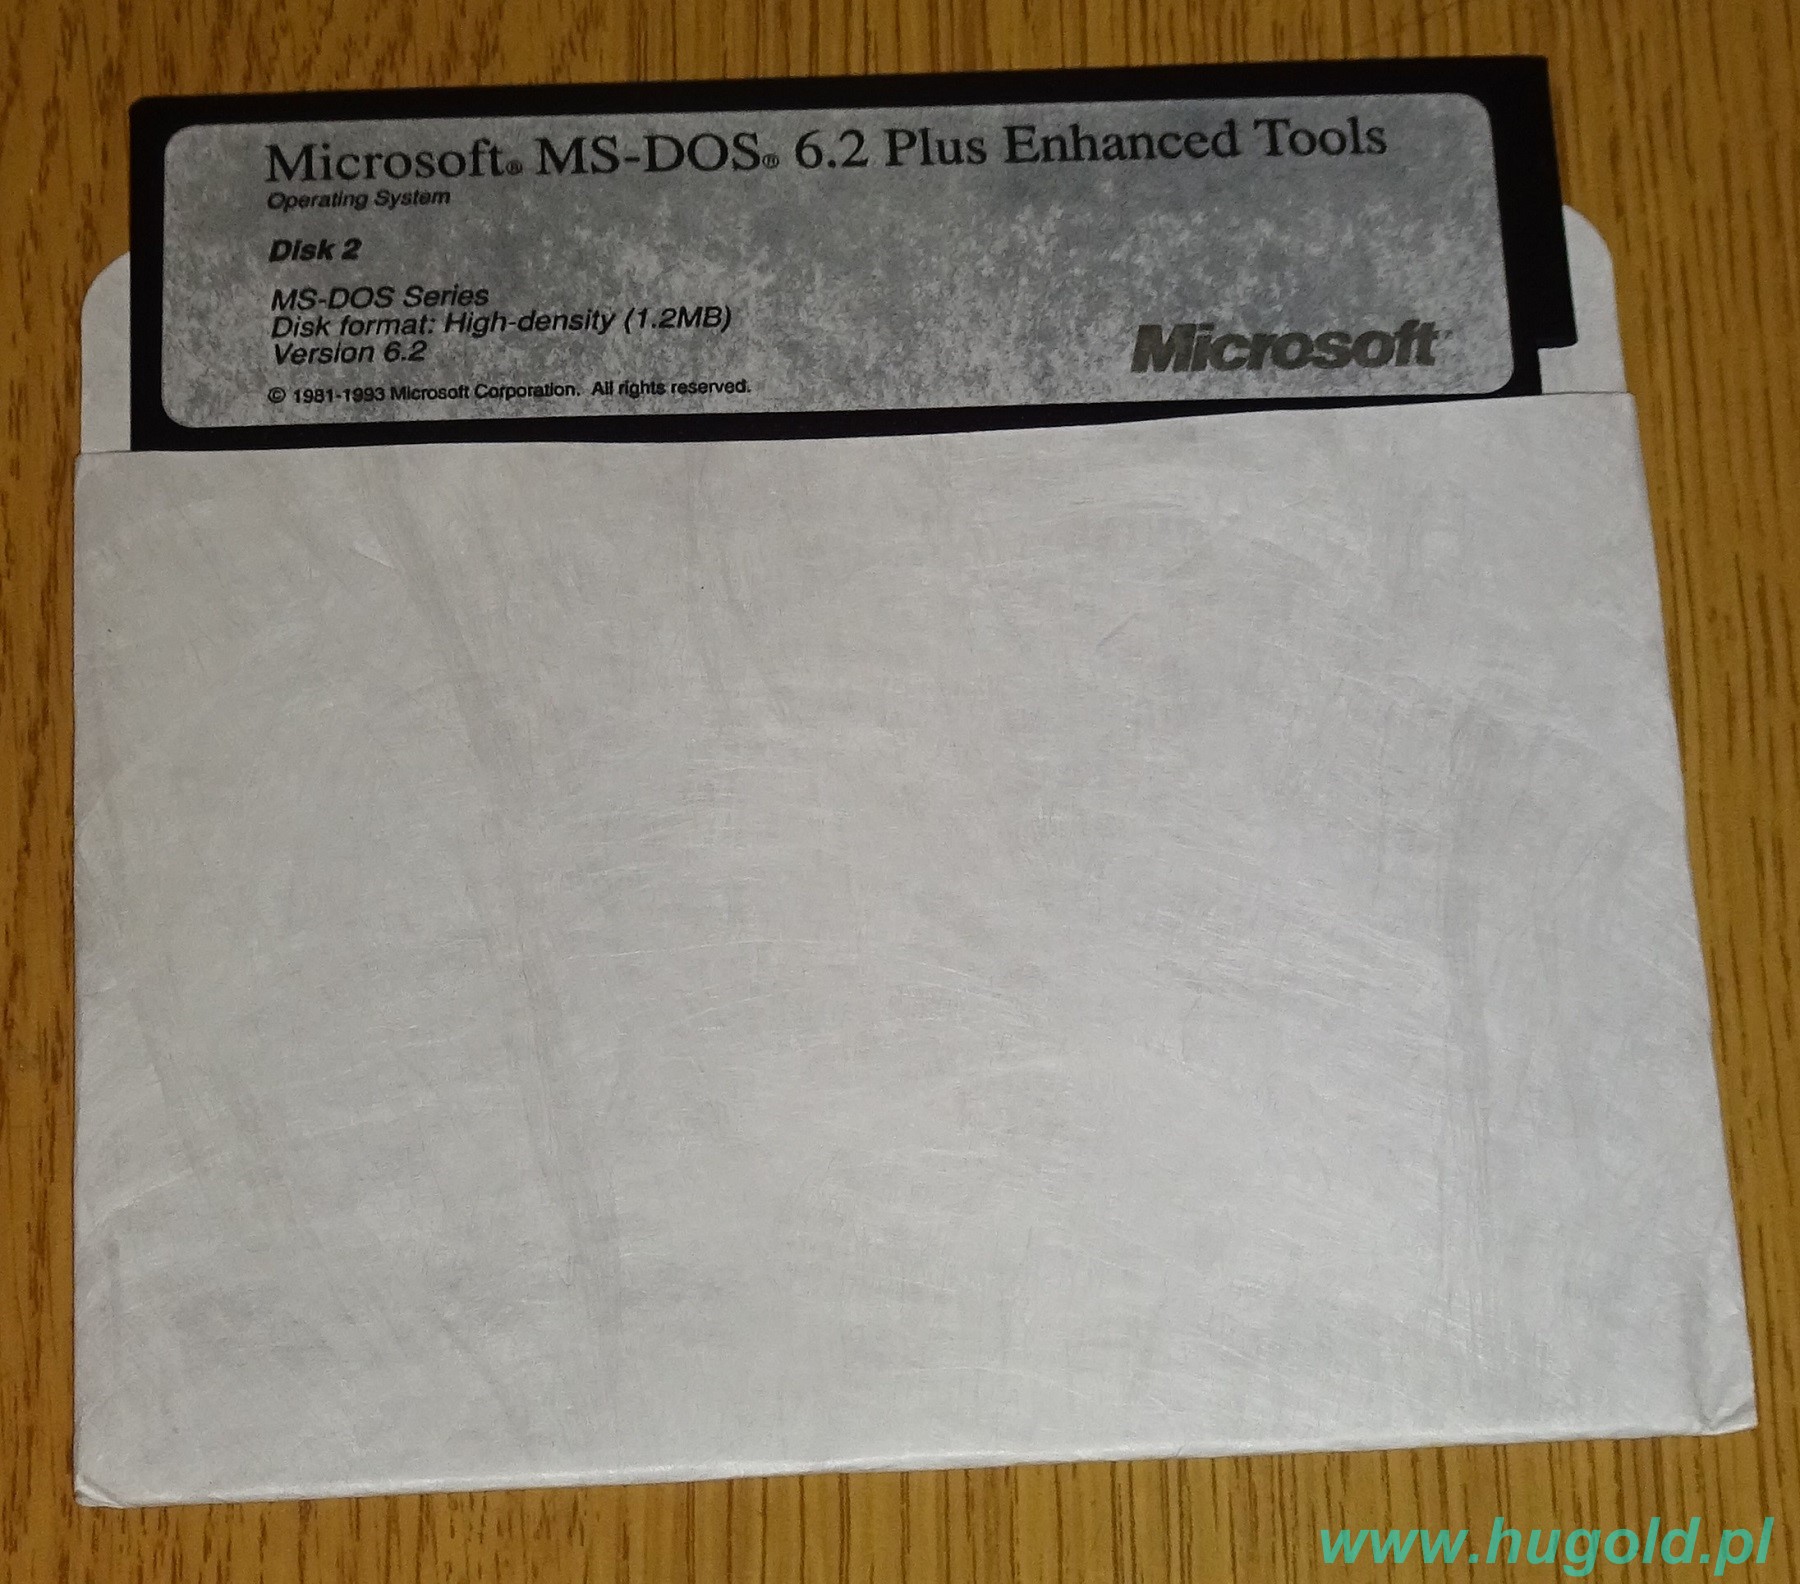 Microsoft® MS-DOS® 6.2 Plus Enhanced Tools
Operating System
Disk 2
MS-DOS Series
Disk format: High-density (1.2MB)
Version 6.2
Microsoft
© 1981-1993 Microsoft Corporation. All rights reserved.
www.hugold.pl